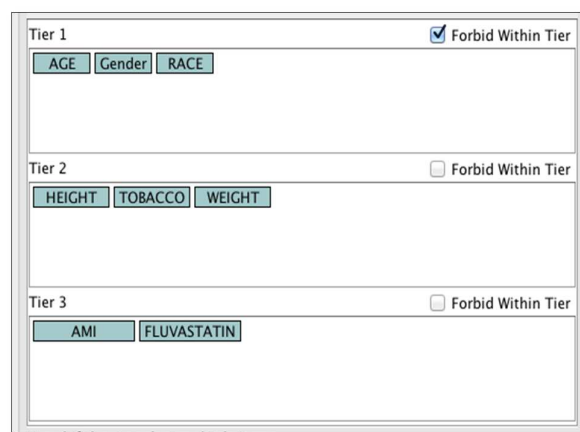 Tier 1 Forbid Within Tier
AGE Gender RACE
Tier 2 Forbid Within Tier
HEIGHT TOBACCO WEIGHT
Tier 3 Forbid Within Tier
AMI FLUVASTATIN